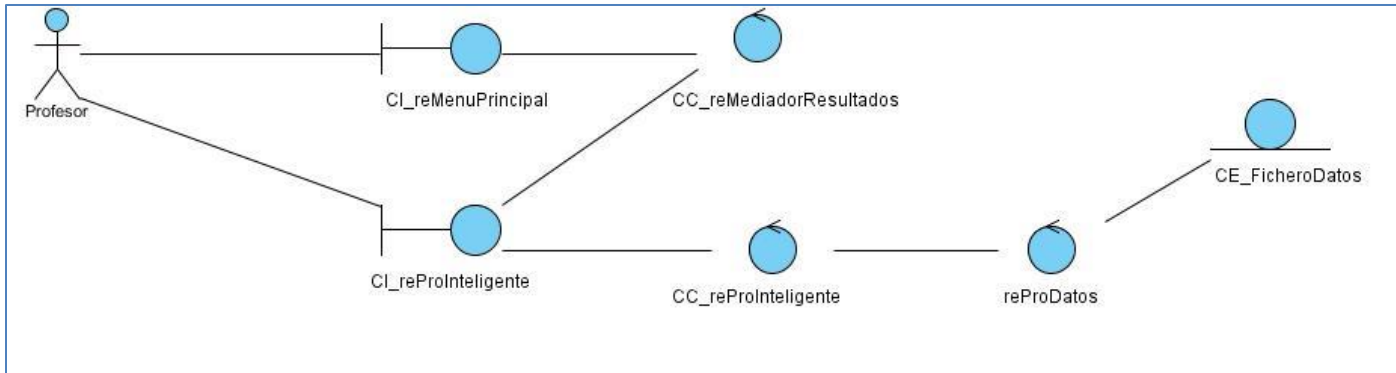 Profesor
CI_reMenuPrincipal
CC_reMediadorResultados
CE_FicheroDatos
CI_reProInteligente
CC_reProInteligente
reProDatos